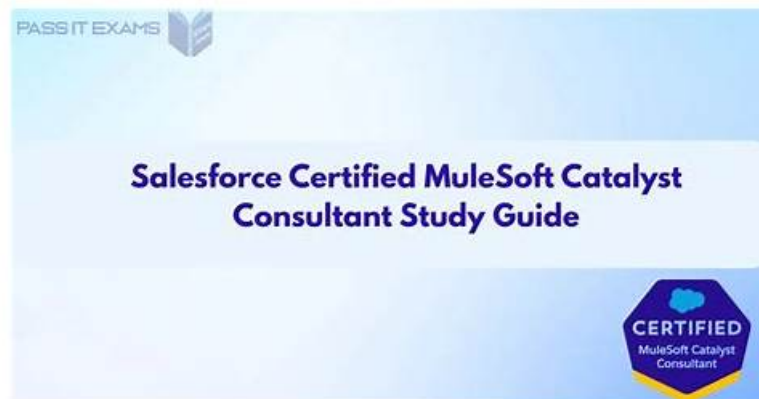 PASS IT EXAMS
Salesforce Certified MuleSoft Catalyst
Consultant Study Guide
CERTIFIED
MuleSoft Catalyst
Consultant